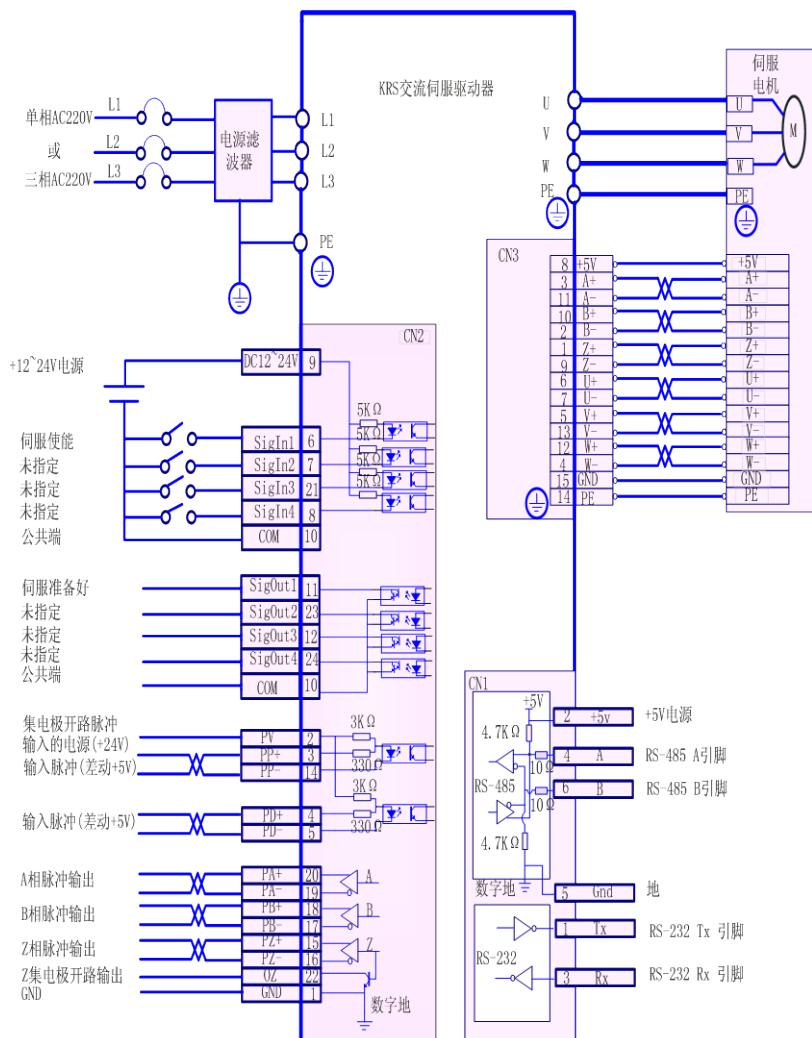 KRS交流伺服驱动器
单相AC220V
或
三相AC220V
L1
L2
L3
电源滤
波器
L1
L2
L3
PE
U
V
W
PE
伺服
电机
U
V
W
PE
M
CN3
8 +5V
3 A+
11 A-
10 B+
2 B-
1 Z+
9 Z-
6 U+
7 U-
5 V+
13 V-
12 W+
4 W-
15 GND
14 PE
+5V
A+
A-
B+
B-
Z+
Z-
U+
U-
V+
V-
W+
W-
GND
PE
CN2
+12~24V电源
DC12~24V 9
5KΩ
5KΩ
5KΩ
5KΩ
伺服使能 SigIn1 6
未指定 SigIn2 7
未指定 SigIn3 21
未指定 SigIn4 8
公共端 COM 10
伺服准备好 SigOut1 11
未指定 SigOut2 23
未指定 SigOut3 12
未指定 SigOut4 24
公共端 COM 10
集电极开路脉冲
输入的电源(+24V) PV 2
输入脉冲(差动+5V) PP+ 3
PP- 14
3KΩ
330Ω
3KΩ
330Ω
输入脉冲(差动+5V) PD+ 4
PD- 5
A相脉冲输出 PA+ 20
PA- 19
A
B相脉冲输出 PB+ 18
PB- 17
B
Z相脉冲输出 PZ+ 15
PZ- 16
Z
Z集电极开路输出 OZ 22
GND GND 1
数字地
CN1
+5V
4.7KΩ
10Ω
RS-485
10Ω
4.7KΩ
数字地
RS-232
2 +5v +5V电源
4 A RS-485 A引脚
6 B RS-485 B引脚
5 Gnd 地
1 Tx RS-232 Tx 引脚
3 Rx RS-232 Rx 引脚